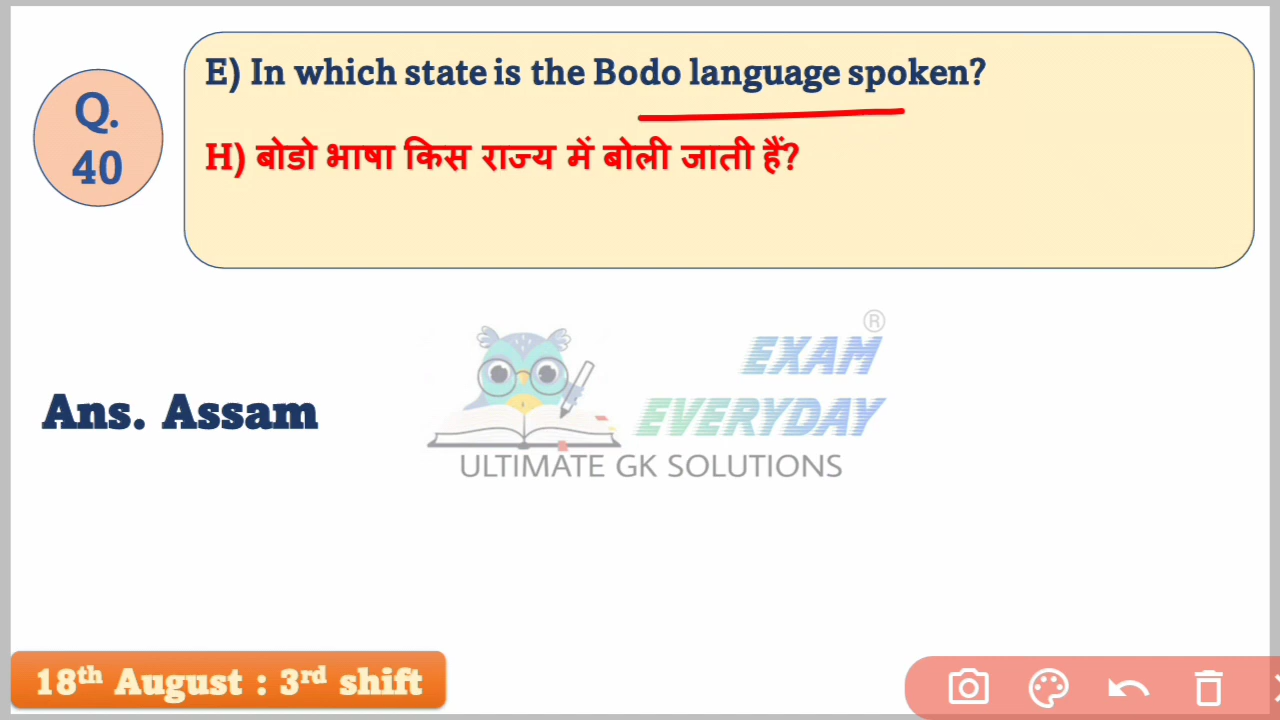 Q.
40
E) In which state is the Bodo language spoken?
H) बोडो भाषा किस राज्य में बोली जाती हैं?
®
EXAM
EVERYDAY
ULTIMATE GK SOLUTIONS
Ans. Assam
18th August : 3rd shift